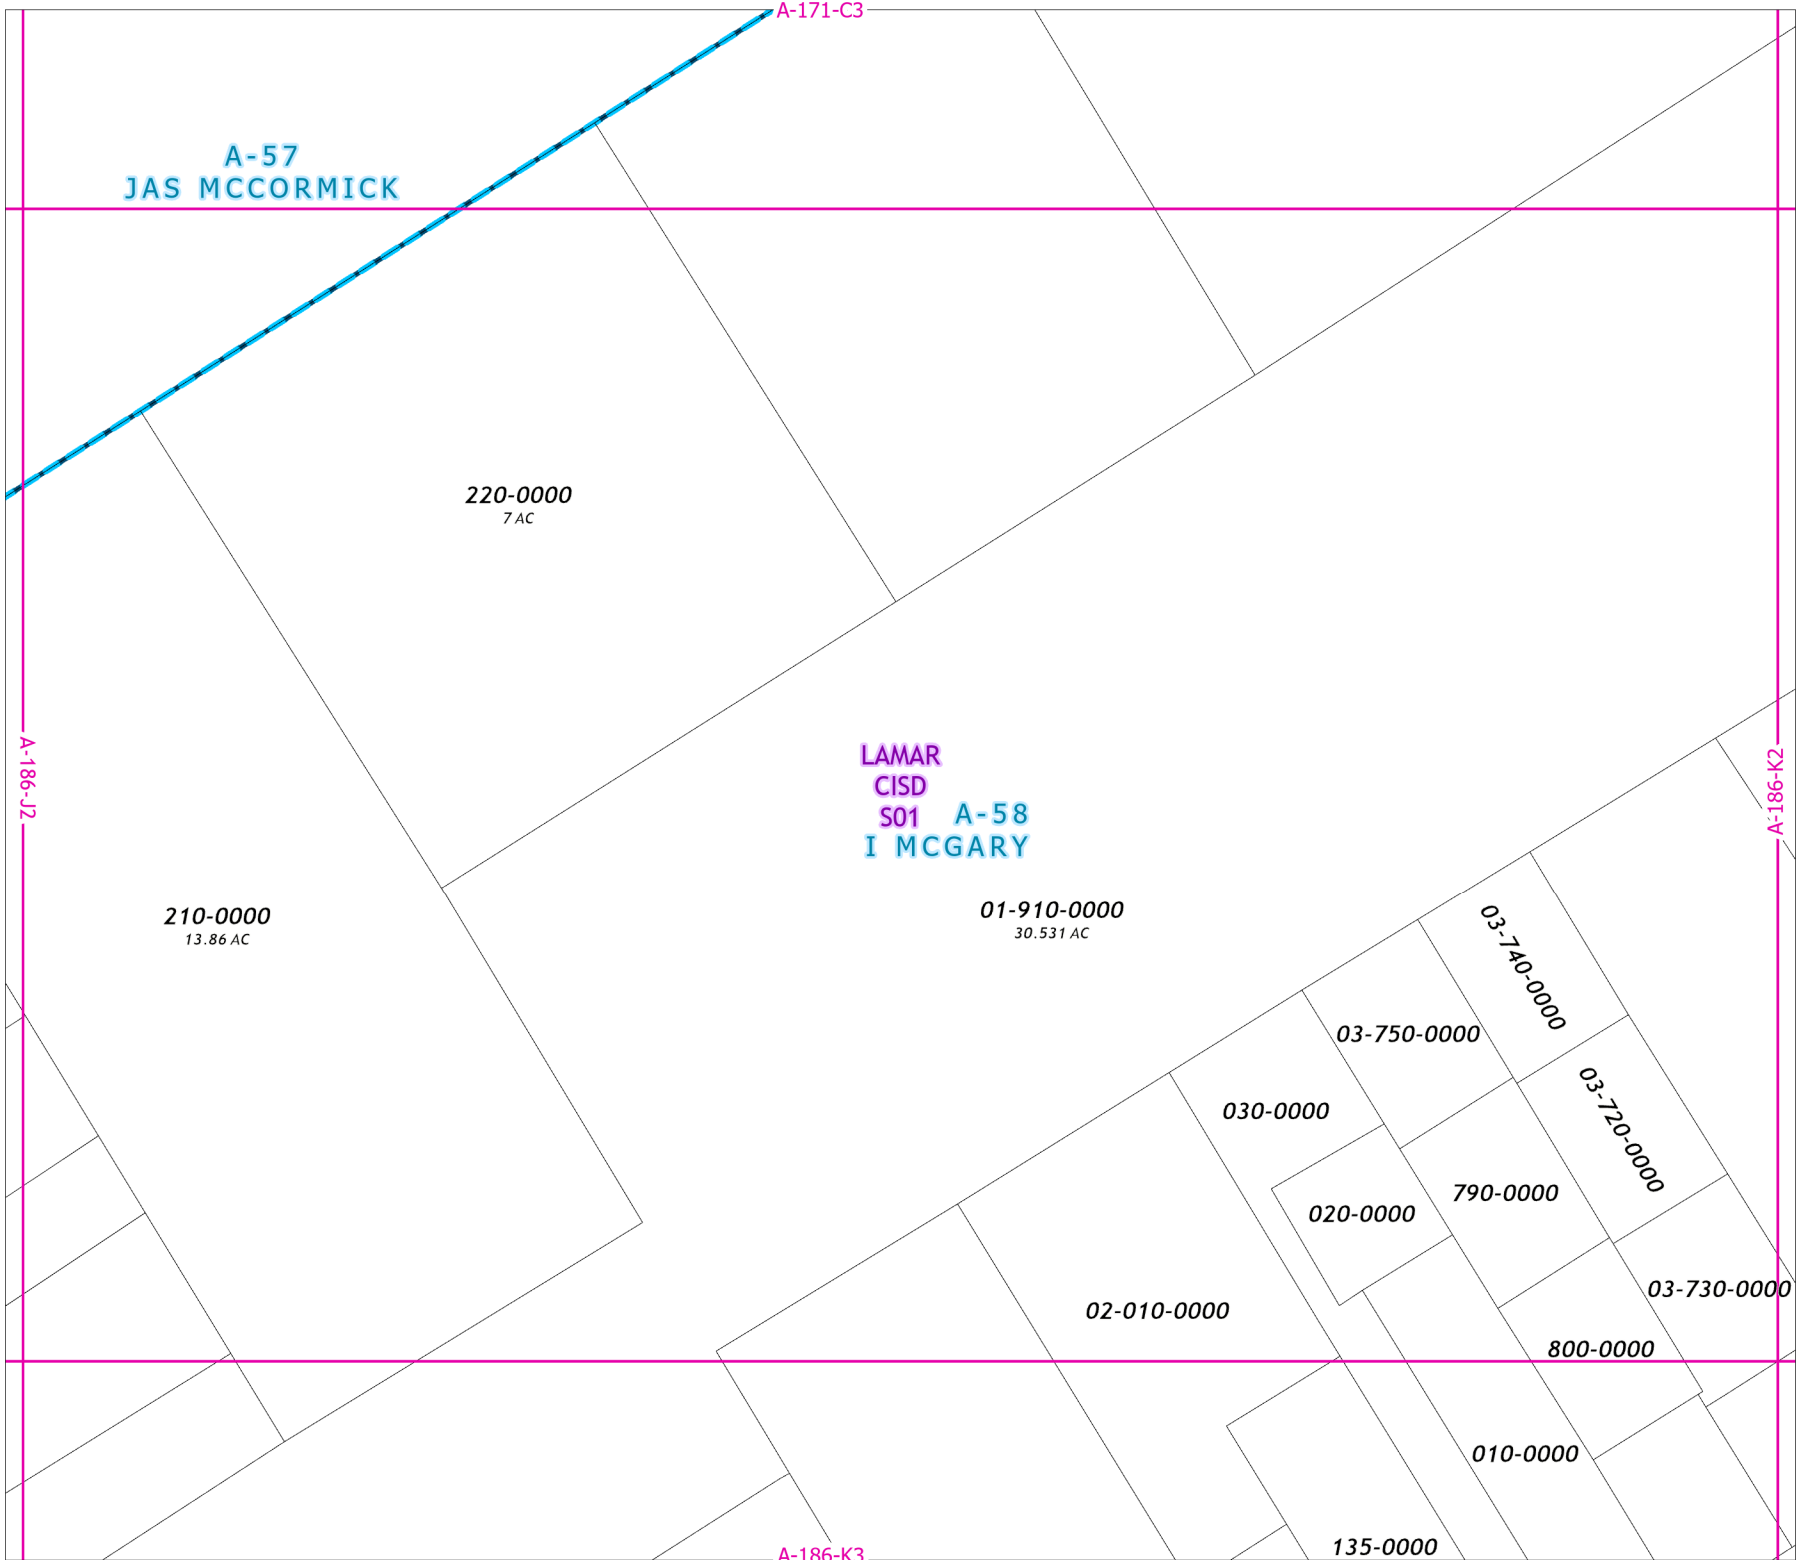 A-171-C3
A-57
JAS MCCORMICK
220-0000
7 AC
A-186-J2
A-186-K2
LAMAR
CISD
S01
A-58
I MCGARY
210-0000
13.86 AC
01-910-0000
30.531 AC
03-740-0000
03-750-0000
03-720-0000
030-0000
790-0000
020-0000
03-730-0000
02-010-0000
800-0000
010-0000
135-0000
A-186-K3